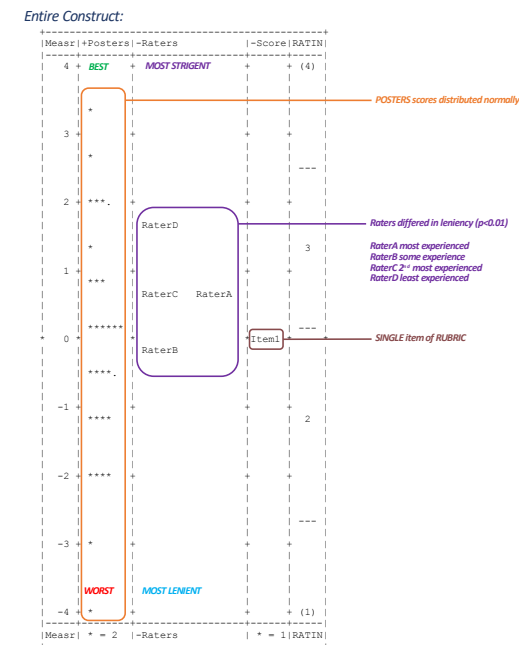 Entire Construct:
|Measr|+Posters|-Raters |-Score|RATIN|
4 + BEST + MOST STRIGENT + + (4)
POSTERS scores distributed normally
*
3 + + + +
*
---
2 + ***. + + +
RaterD
Raters differed in leniency (p<0.01)
* 3
RaterA most experienced
RaterB some experience
RaterC 2nd most experienced
RaterD least experienced
1 + + + +
***
RaterC RaterA
****** ---
* 0 * * *Item1* *
SINGLE item of RUBRIC
RaterB
****.
-1 + + + +
**** 2
-2 + **** + + +
---
-3 + * + + +
WORST MOST LENIENT
-4 + * + + + (1)
|Measr| * = 2 |-Raters | * = 1|RATIN|